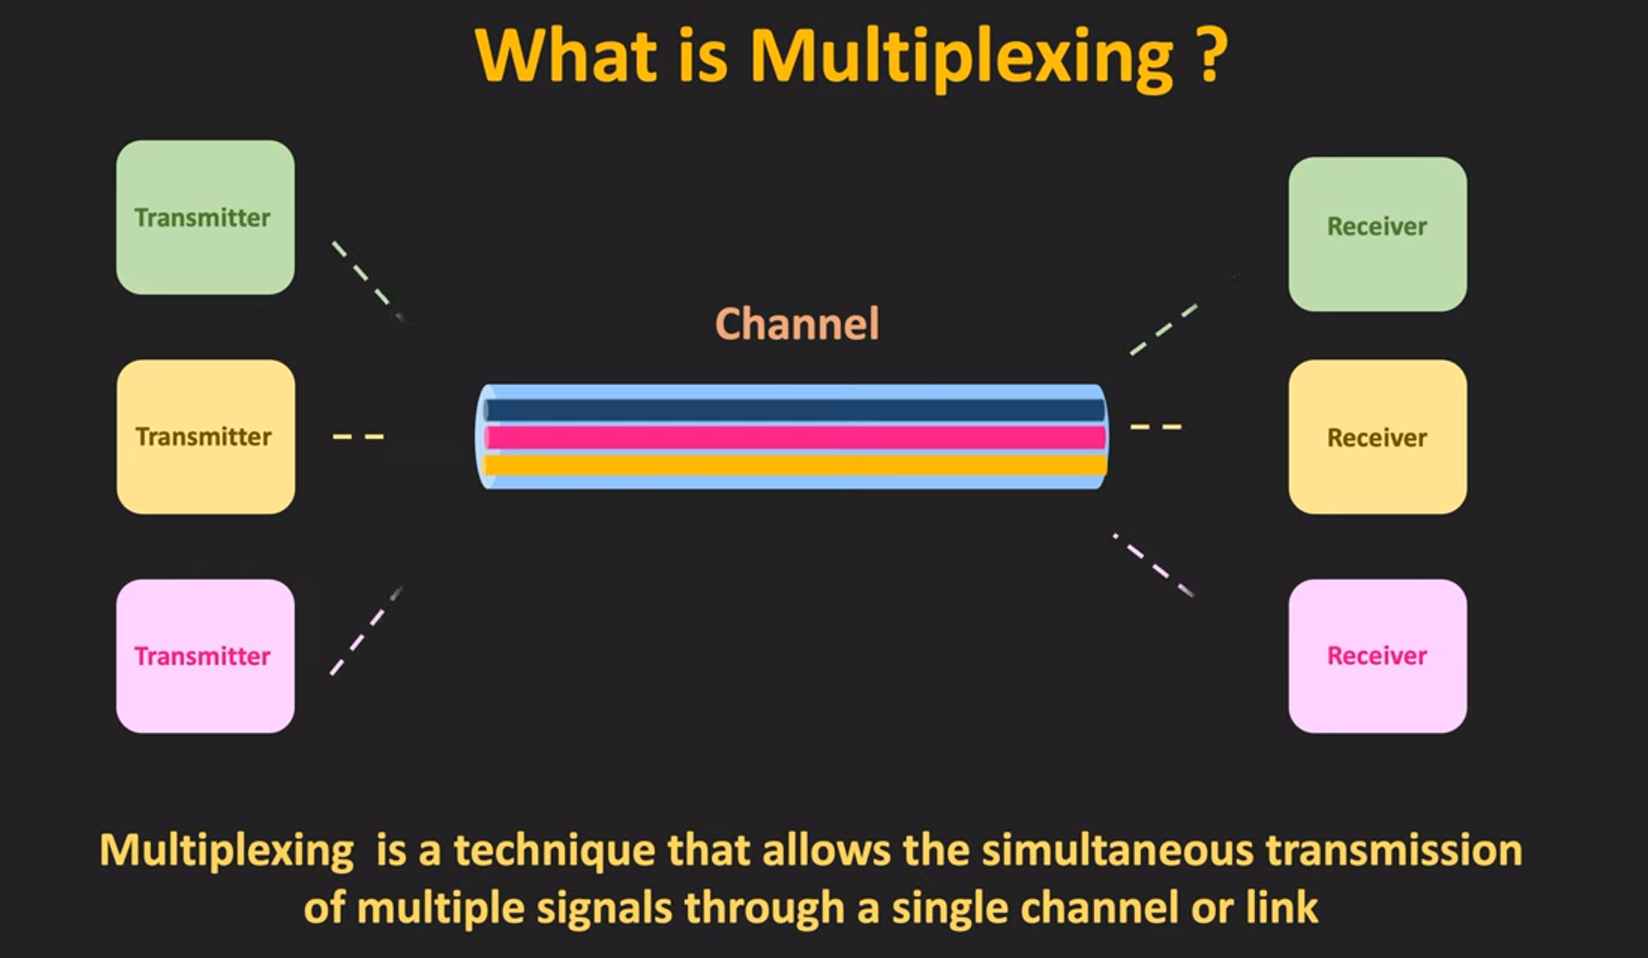 What is Multiplexing ?
Transmitter
Receiver
Channel
Transmitter
Receiver
Transmitter
Receiver
Multiplexing is a technique that allows the simultaneous transmission
of multiple signals through a single channel or link